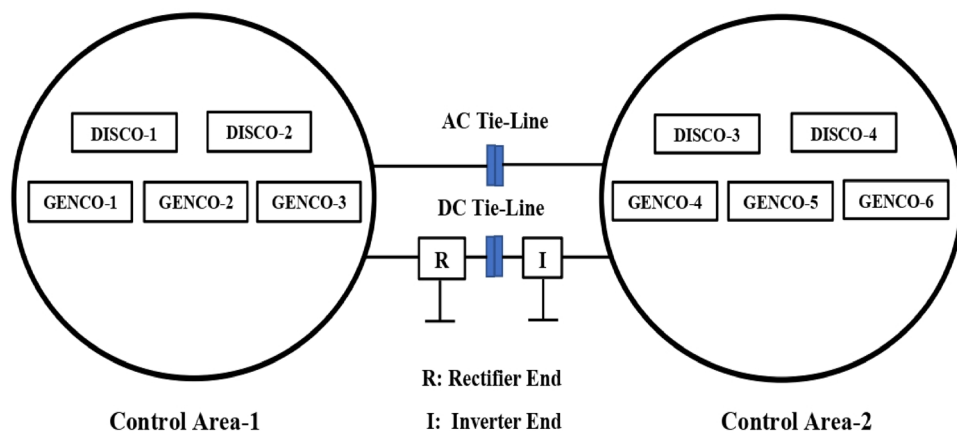 DISCO-1
DISCO-2
GENCO-1
GENCO-2
GENCO-3
Control Area-1
AC Tie-Line
DC Tie-Line
R
I
R: Rectifier End
I: Inverter End
DISCO-3
DISCO-4
GENCO-4
GENCO-5
GENCO-6
Control Area-2